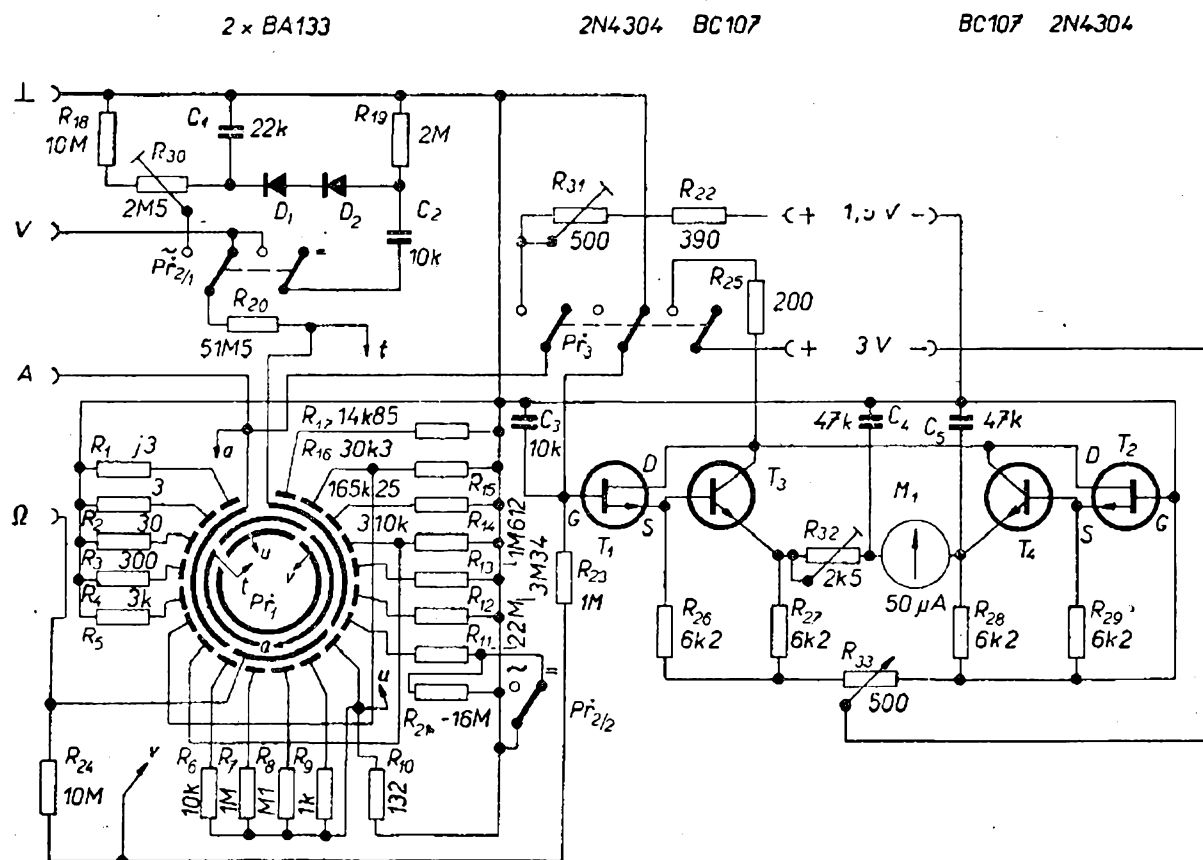 2 x BA133 2N4304 BC107 BC107 2N4304
⊥
R18
10M
C1
22k
R19
2M
R30
2M5
D1
D2
C2
10k
V
~
Př2/1
=
R20
51M5
t
R31
500
R22
390
+ 1,5 V -
R25
200
Př3
+ 3 V -
A
a
R17 14k85
R16 30k3
165k25
310k
R15
R14
R13
R12
R11
1M612
3M34
22M
C3
10k
R1 j3
3
R2 30
R3 300
R4 3k
R5
Ω
u
v
t
Př1
a
u
R21 -16M
~
=
Př2/2
R23
1M
G
D
S
T1
T3
47k C4
C5 47k
M1
50 μA
R32
2k5
T4
T2
D
S
G
R26
6k2
R27
6k2
R28
6k2
R29
6k2
R33
500
R24
10M
v
R6
10k
R7
1M
R8
M1
R9
1k
R10
132